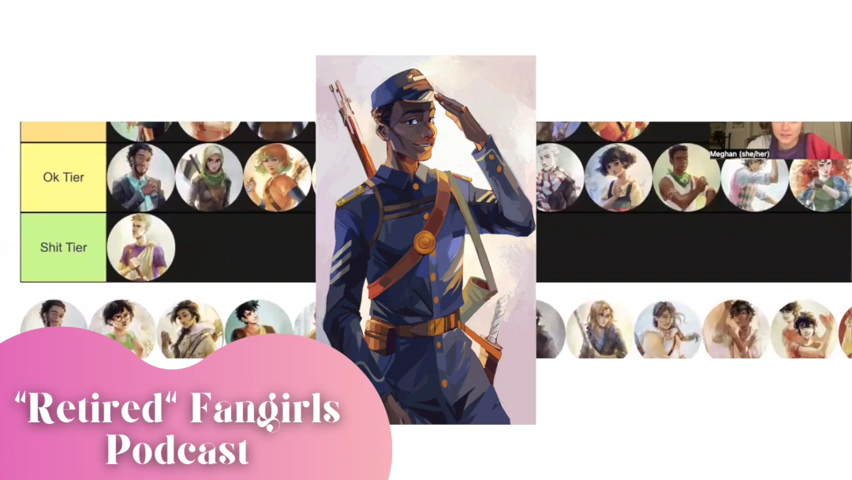 Meghan (she/her)
Ok Tier
Shit Tier
“Retired“ Fangirls
Podcast